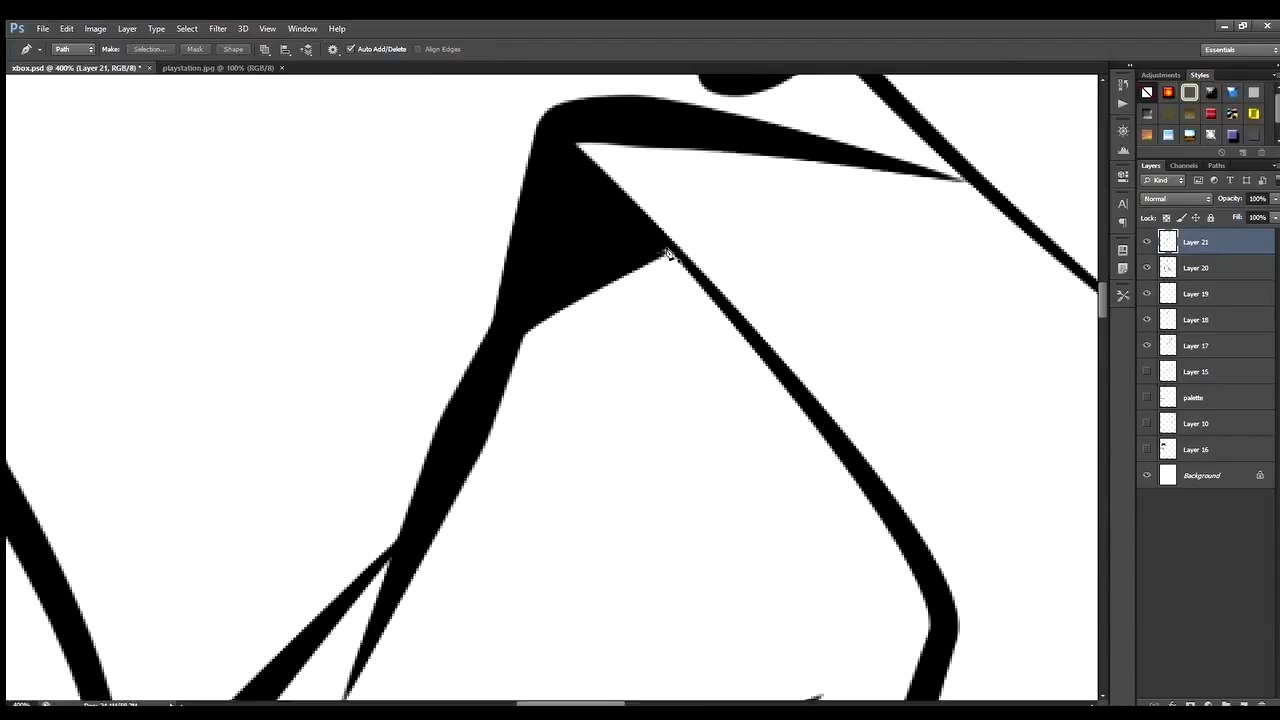 Ps File Edit Image Layer Type Select Filter 3D View Window Help
Path Make: Selection... Mask Shape Auto Add/Delete Align Edges Essentials
xbox.psd @ 400% (Layer 21, RGB/8) * × playstation.jpg @ 100% (RGB/8) ×
Adjustments Styles
Layers Channels Paths
Kind
Normal Opacity: 100%
Lock: Fill: 100%
Layer 21
Layer 20
Layer 19
Layer 18
Layer 17
Layer 15
palette
Layer 10
Layer 16
Background
400%